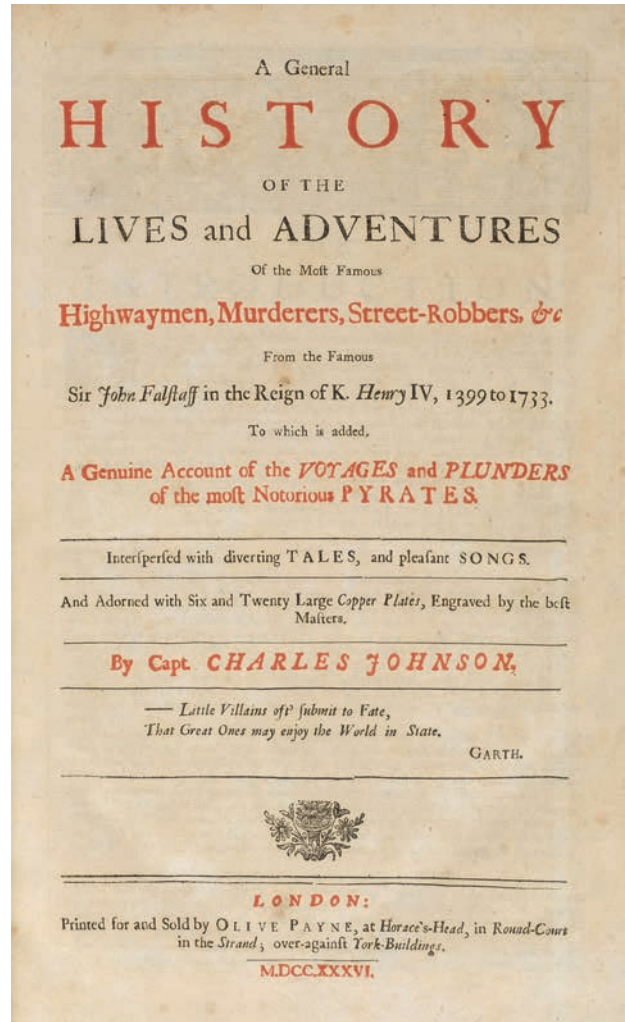 A General
HISTORY
OF THE
LIVES and ADVENTURES
Of the Moſt Famous
Highwaymen, Murderers, Street-Robbers, &c
From the Famous
Sir John Falſtaff in the Reign of K. Henry IV, 1399 to 1733.
To which is added,
A Genuine Account of the VOYAGES and PLUNDERS
of the moſt Notorious PYRATES.
Interſperſed with diverting TALES, and pleaſant SONGS.
And Adorned with Six and Twenty Large Copper Plates, Engraved by the beſt
Maſters.
By Capt. CHARLES JOHNSON,
—— Little Villains oft' ſubmit to Fate,
That Great Ones may enjoy the World in State.
GARTH.
LONDON:
Printed for and Sold by OLIVE PAYNE, at Horace's-Head, in Round-Court
in the Strand; over-againſt York-Buildings.
M.DCC.XXXVI.